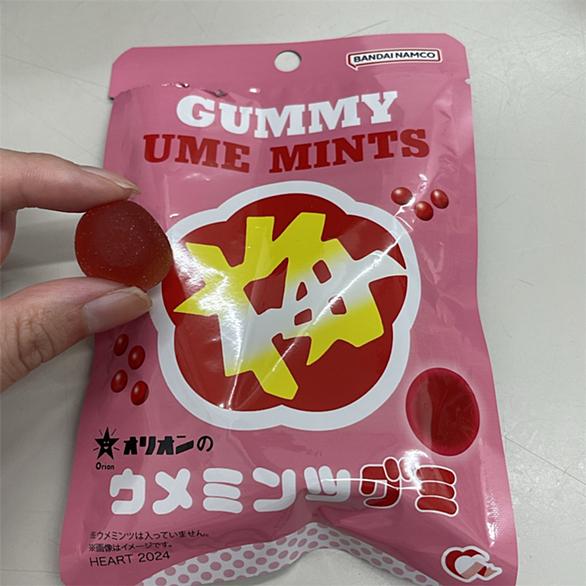 BANDAI NAMCO
GUMMY
UME MINTS
梅
オリオンの
Orion
ウメミンツグミ
※ウメミンツは入っていません。
※画像はイメージです。
HEART 2024